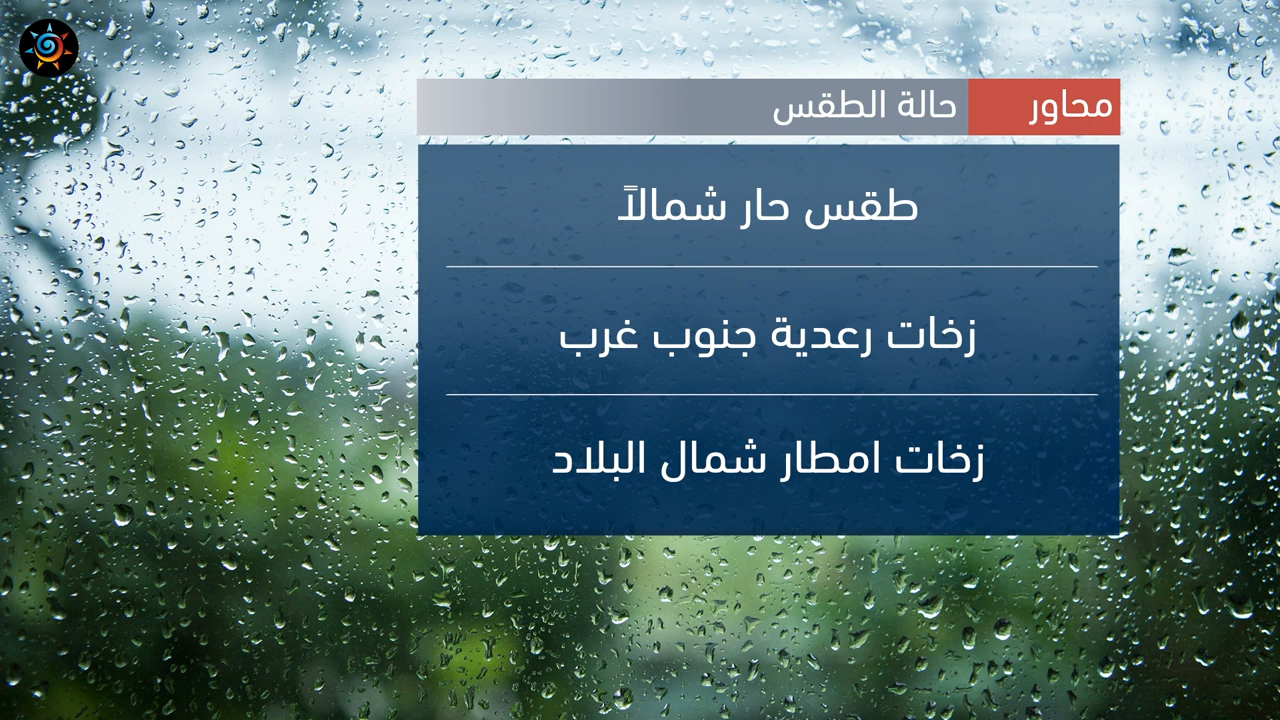 محاور
حالة الطقس
طقس حار شمالاً
زخات رعدية جنوب غرب
زخات امطار شمال البلاد